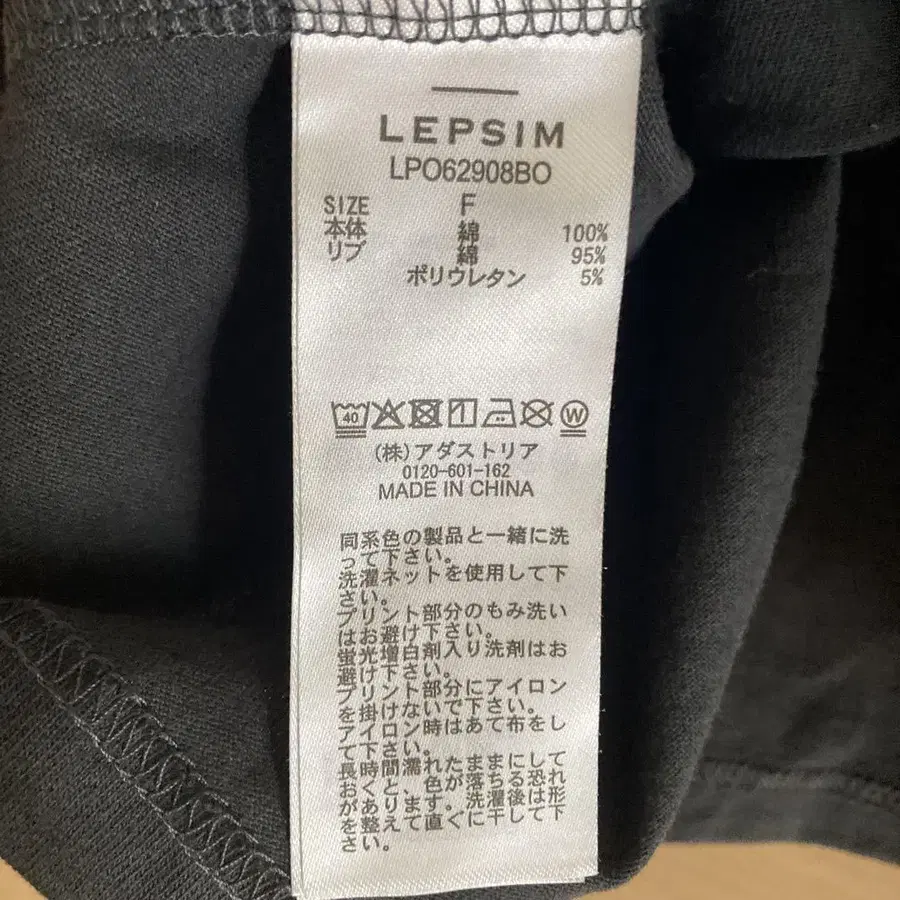 LEPSIM
LPO62908BO
SIZE F
本体 綿 100%
リブ 綿 95%
ポリウレタン 5%
40 W
(株)アダストリア
0120-601-162
MADE IN CHINA
同系色の製品と一緒に洗
って下さい。
洗濯ネットを使用して下
さい。
プリント部分のもみ洗い
はお避け下さい。
蛍光増白剤入り洗剤はお
避け下さい。
プリント部分にアイロン
を掛けないで下さい。
アイロン時はあて布をし
て下さい。
長時間濡れたままにして
おくと、色が落ちる恐れ
があります。洗濯後は形
を整えて直ぐに干して下
さい。